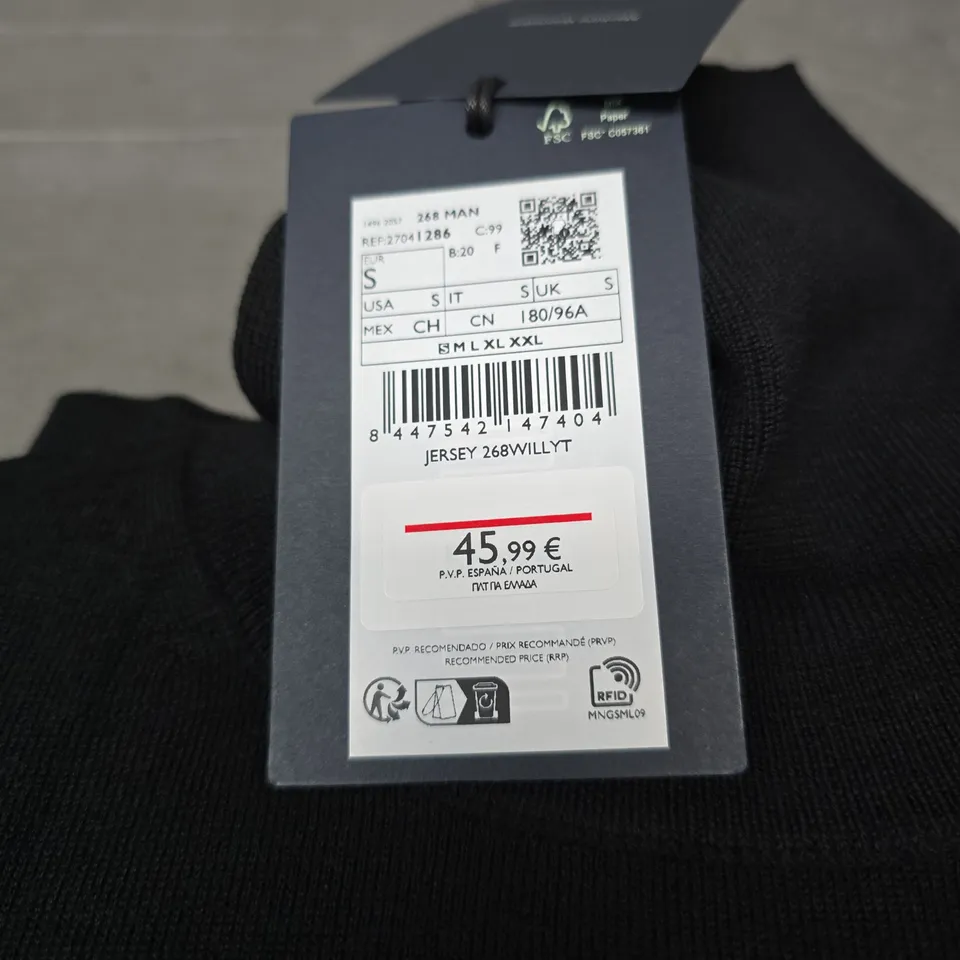 Paper
FSC FSC® C057361
268 MAN
REF:27041286 C:99
EUR
S B:20 F
USA S IT S UK S
MEX CH CN 180/96A
S M L XL XXL
8 447542 147404
JERSEY 268WILLYT
45,99 €
P.V.P. ESPAÑA / PORTUGAL
ΠΛΤ ΓΙΑ ΕΛΛΑΔΑ
P.V.P. RECOMENDADO / PRIX RECOMMANDÉ (PRVP)
RECOMMENDED PRICE (RRP)
RFID
MNGSML09